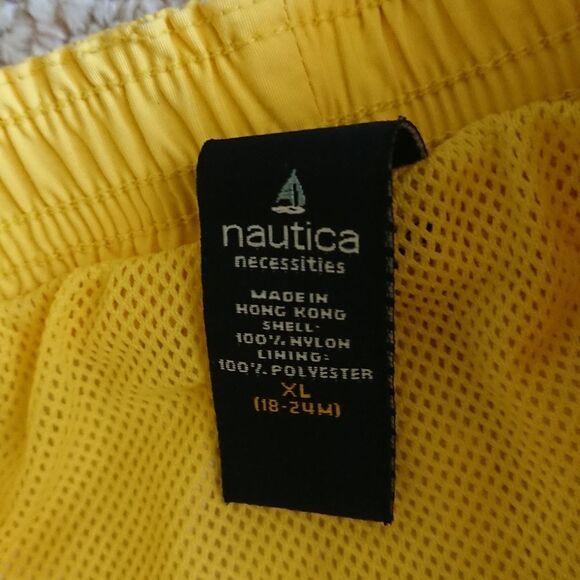 nautica
necessities
MADE IN
HONG KONG
SHELL:
100% NYLON
LINING:
100% POLYESTER
XL
(18-24M)